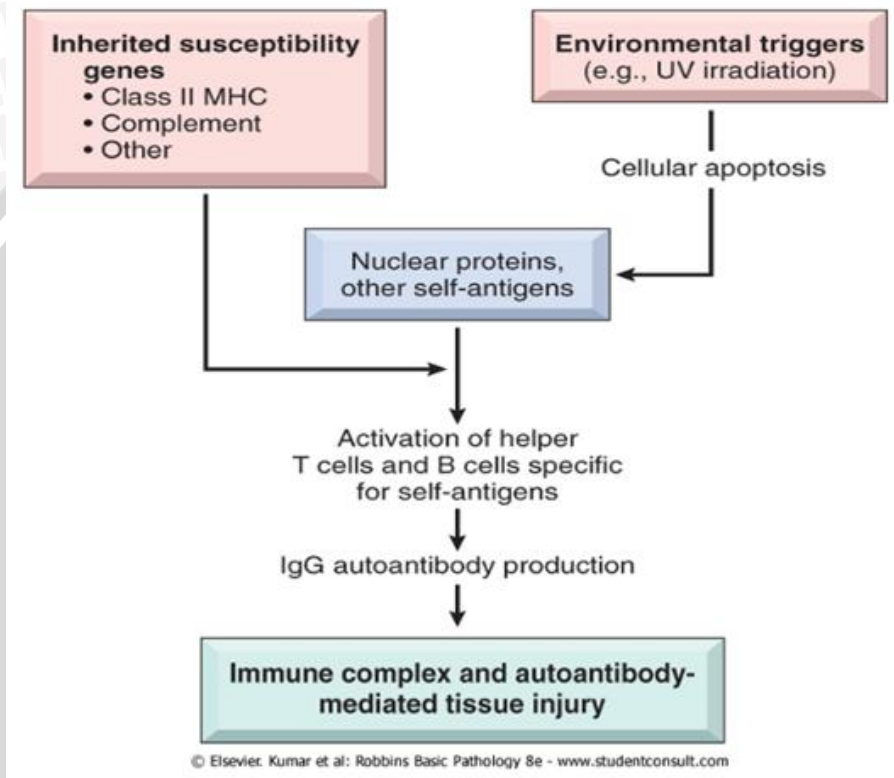 Inherited susceptibility
genes
• Class II MHC
• Complement
• Other
Environmental triggers
(e.g., UV irradiation)
Cellular apoptosis
Nuclear proteins,
other self-antigens
Activation of helper
T cells and B cells specific
for self-antigens
IgG autoantibody production
Immune complex and autoantibody-
mediated tissue injury
© Elsevier. Kumar et al: Robbins Basic Pathology 8e - www.studentconsult.com